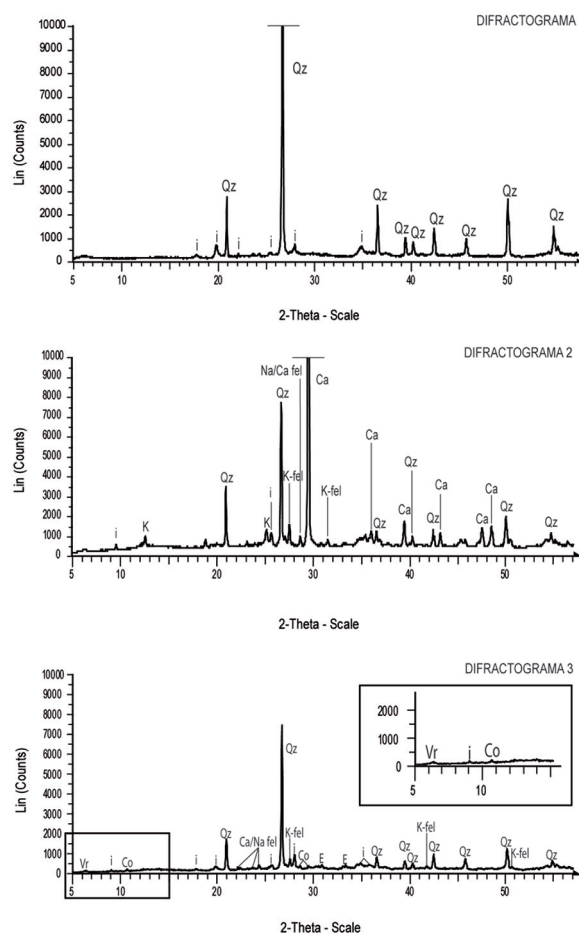 DIFRACTOGRAMA
10000
9000
8000
7000
6000
5000
4000
3000
2000
1000
0
Lin (Counts)
Qz
Qz
Qz
Qz
Qz
Qz
Qz
Qz
Qz
i i i i i i
5 10 20 30 40 50
2-Theta - Scale
DIFRACTOGRAMA 2
10000
9000
8000
7000
6000
5000
4000
3000
2000
1000
0
Lin (Counts)
Na/Ca fel
Qz Ca
Ca Qz
Qz K-fel K-fel Ca Ca
i K K i Qz Ca Qz Ca Qz Qz
5 10 20 30 40 50
2-Theta - Scale
DIFRACTOGRAMA 3
10000
9000
8000
7000
6000
5000
4000
3000
2000
1000
0
Lin (Counts)
2000
1000
0
Vr i Co
5 10
Qz
Vr i Co i i Qz Ca/Na fel i K-fel i Co E E i Qz Qz Qz K-fel Qz Qz Qz K-fel Qz
5 10 20 30 40 50
2-Theta - Scale